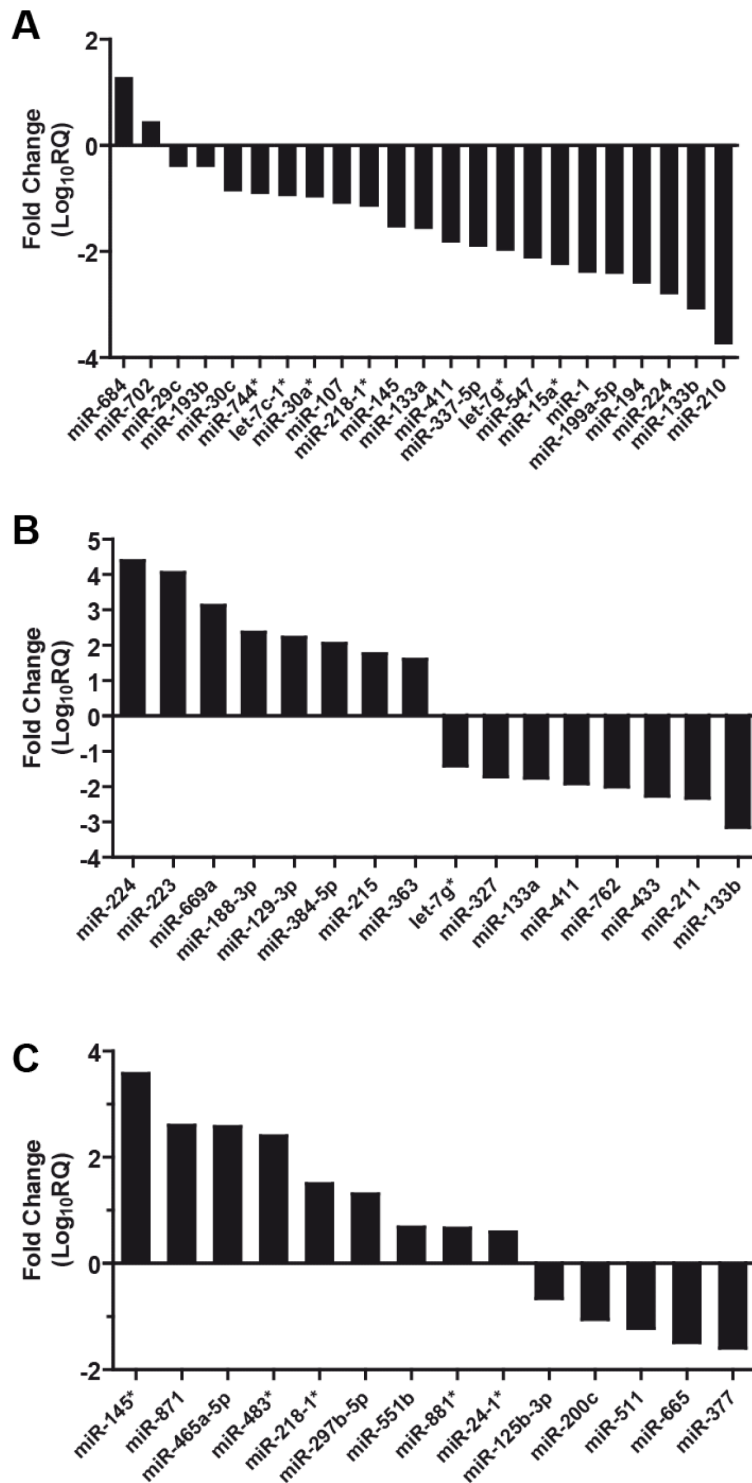 A
Fold Change
(Log10RQ)
2
0
-2
-4
miR-684
miR-702
miR-29c
miR-193b
miR-30c
miR-744*
let-7c-1*
miR-30a*
miR-107
miR-218-1*
miR-145
miR-133a
miR-411
miR-337-5p
let-7g*
miR-547
miR-15a*
miR-1
miR-199a-5p
miR-194
miR-224
miR-133b
miR-210
B
Fold Change
(Log10RQ)
5
4
3
2
1
0
-1
-2
-3
-4
miR-224
miR-223
miR-669a
miR-188-3p
miR-129-3p
miR-384-5p
miR-215
miR-363
let-7g*
miR-327
miR-133a
miR-411
miR-762
miR-433
miR-211
miR-133b
C
Fold Change
(Log10RQ)
4
2
0
-2
miR-145*
miR-871
miR-465a-5p
miR-483*
miR-218-1*
miR-297b-5p
miR-551b
miR-881*
miR-24-1*
miR-125b-3p
miR-200c
miR-511
miR-665
miR-377